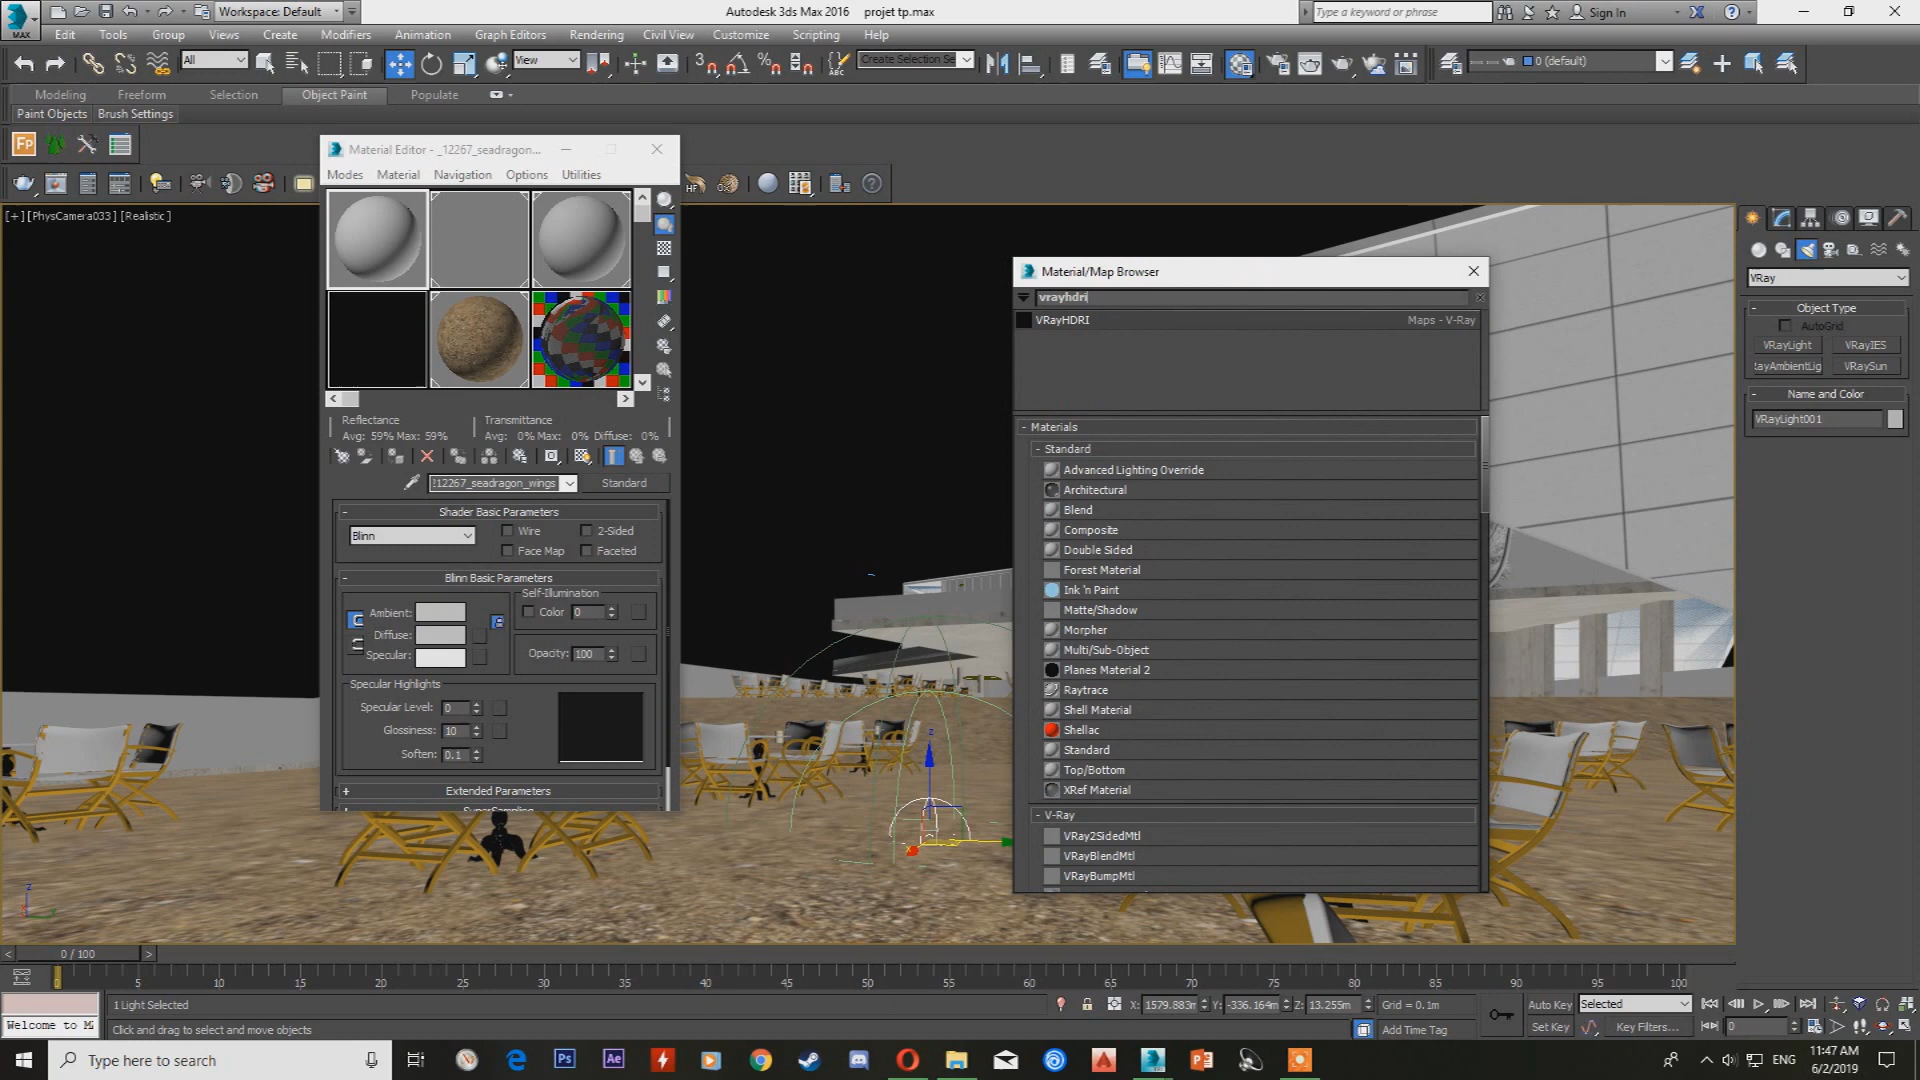 MAX
Workspace: Default
Autodesk 3ds Max 2016 projet tp.max
Type a keyword or phrase
Sign In
Edit Tools Group Views Create Modifiers Animation Graph Editors Rendering Civil View Customize Scripting Help
All
View
Create Selection Se
0 (default)
Modeling Freeform Selection Object Paint Populate
Paint Objects Brush Settings
[+] [PhysCamera033] [Realistic]
Material Editor - _12267_seadragon...
Modes Material Navigation Options Utilities
Reflectance
Avg: 59% Max: 59%
Transmittance
Avg: 0% Max: 0% Diffuse: 0%
!12267_seadragon_wings
Standard
- Shader Basic Parameters
Blinn
Wire
2-Sided
Face Map
Faceted
- Blinn Basic Parameters
Self-Illumination
Ambient:
Color 0
Diffuse:
Specular:
Opacity: 100
Specular Highlights
Specular Level: 0
Glossiness: 10
Soften: 0.1
+ Extended Parameters
SuperSampling
Material/Map Browser
vrayhdri
VRayHDRI
Maps - V-Ray
- Materials
- Standard
Advanced Lighting Override
Architectural
Blend
Composite
Double Sided
Forest Material
Ink 'n Paint
Matte/Shadow
Morpher
Multi/Sub-Object
Planes Material 2
Raytrace
Shell Material
Shellac
Standard
Top/Bottom
XRef Material
- V-Ray
VRay2SidedMtl
VRayBlendMtl
VRayBumpMtl
VRay
- Object Type
AutoGrid
VRayLight VRayIES
ayAmbientLig VRaySun
- Name and Color
VRayLight001
< 0 / 100 >
0 5 10 15 20 25 30 35 40 45 50 55 60 65 70 75 80 85 90 95 100
1 Light Selected
X: 1579.883m Y: -336.164m Z: 13.255m Grid = 0.1m
Auto Key Selected
Welcome to M
Click and drag to select and move objects
Add Time Tag
Set Key Key Filters...
0
Type here to search
ENG
11:47 AM
6/2/2019